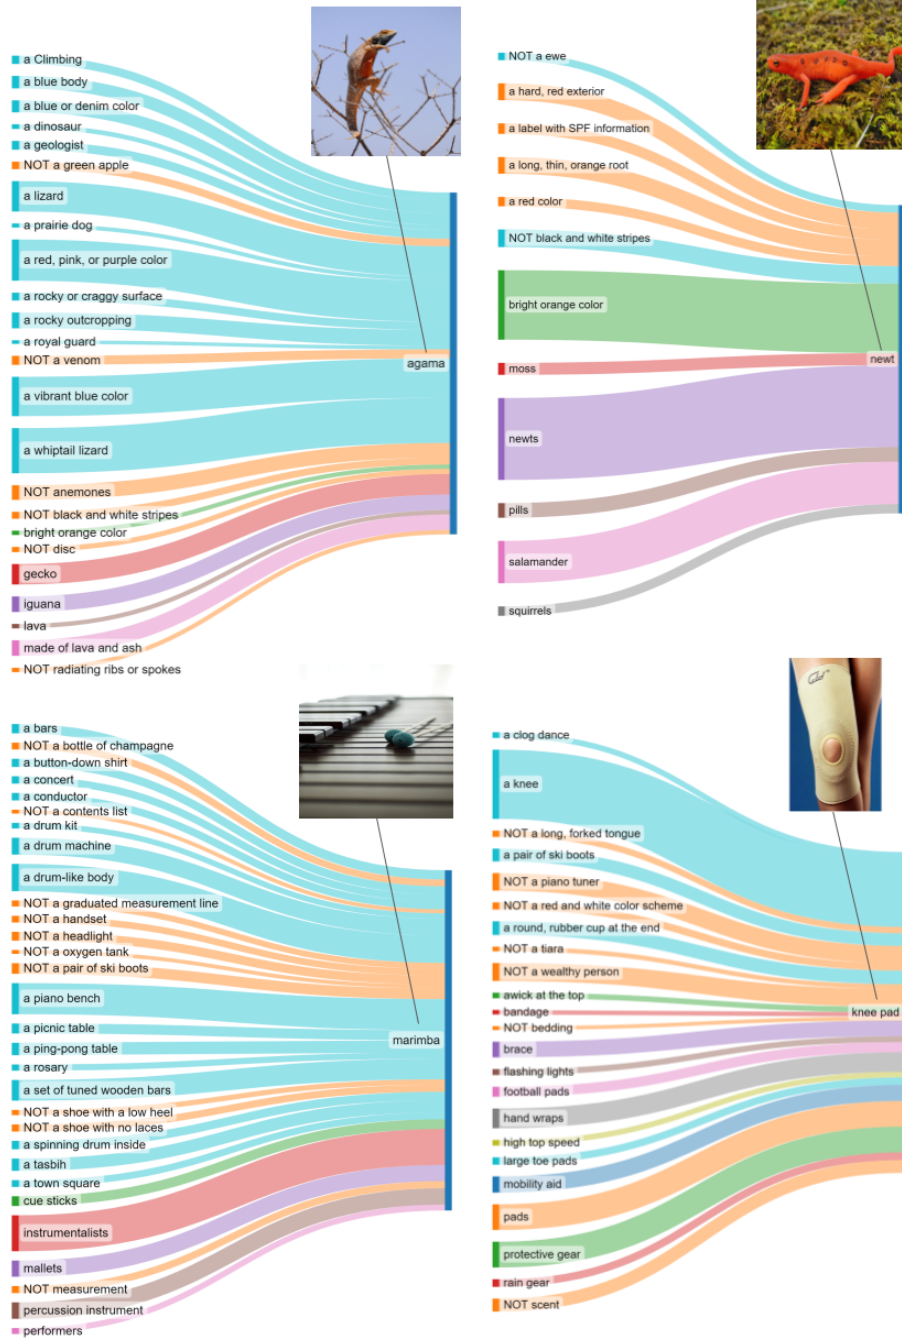 a Climbing
a blue body
a blue or denim color
a dinosaur
a geologist
NOT a green apple
a lizard
a prairie dog
a red, pink, or purple color
a rocky or craggy surface
a rocky outcropping
a royal guard
NOT a venom
agama
a vibrant blue color
a whiptail lizard
NOT anemones
NOT black and white stripes
bright orange color
NOT disc
gecko
iguana
lava
made of lava and ash
NOT radiating ribs or spokes
NOT a ewe
a hard, red exterior
a label with SPF information
a long, thin, orange root
a red color
NOT black and white stripes
bright orange color
newt
moss
newts
pills
salamander
squirrels
a bars
NOT a bottle of champagne
a button-down shirt
a concert
a conductor
NOT a contents list
a drum kit
a drum machine
a drum-like body
NOT a graduated measurement line
NOT a handset
NOT a headlight
NOT a oxygen tank
NOT a pair of ski boots
a piano bench
a picnic table
marimba
a ping-pong table
a rosary
a set of tuned wooden bars
NOT a shoe with a low heel
NOT a shoe with no laces
a spinning drum inside
a tasbih
a town square
cue sticks
instrumentalists
mallets
NOT measurement
percussion instrument
performers
a clog dance
a knee
NOT a long, forked tongue
a pair of ski boots
NOT a piano tuner
NOT a red and white color scheme
a round, rubber cup at the end
NOT a tiara
NOT a wealthy person
awick at the top
bandage
knee pad
NOT bedding
brace
flashing lights
football pads
hand wraps
high top speed
large toe pads
mobility aid
pads
protective gear
rain gear
NOT scent